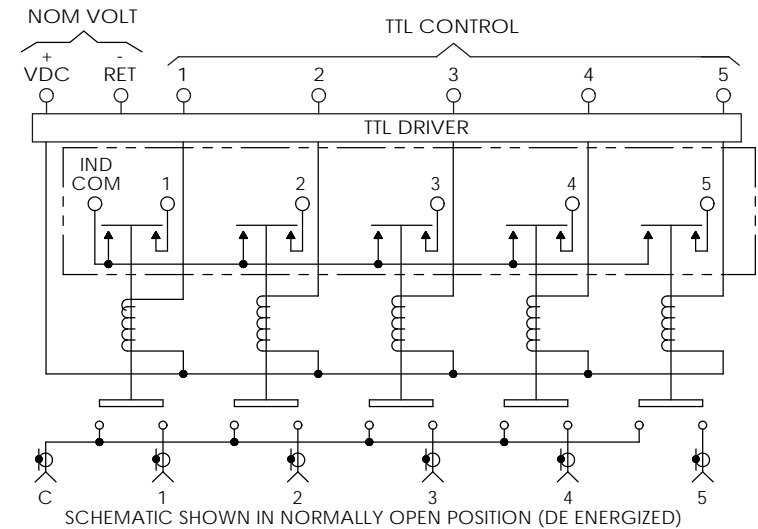 NOM VOLT
TTL CONTROL
+ -
VDC RET 1 2 3 4 5
TTL DRIVER
IND
COM 1 2 3 4 5
C 1 2 3 4 5
SCHEMATIC SHOWN IN NORMALLY OPEN POSITION (DE ENERGIZED)